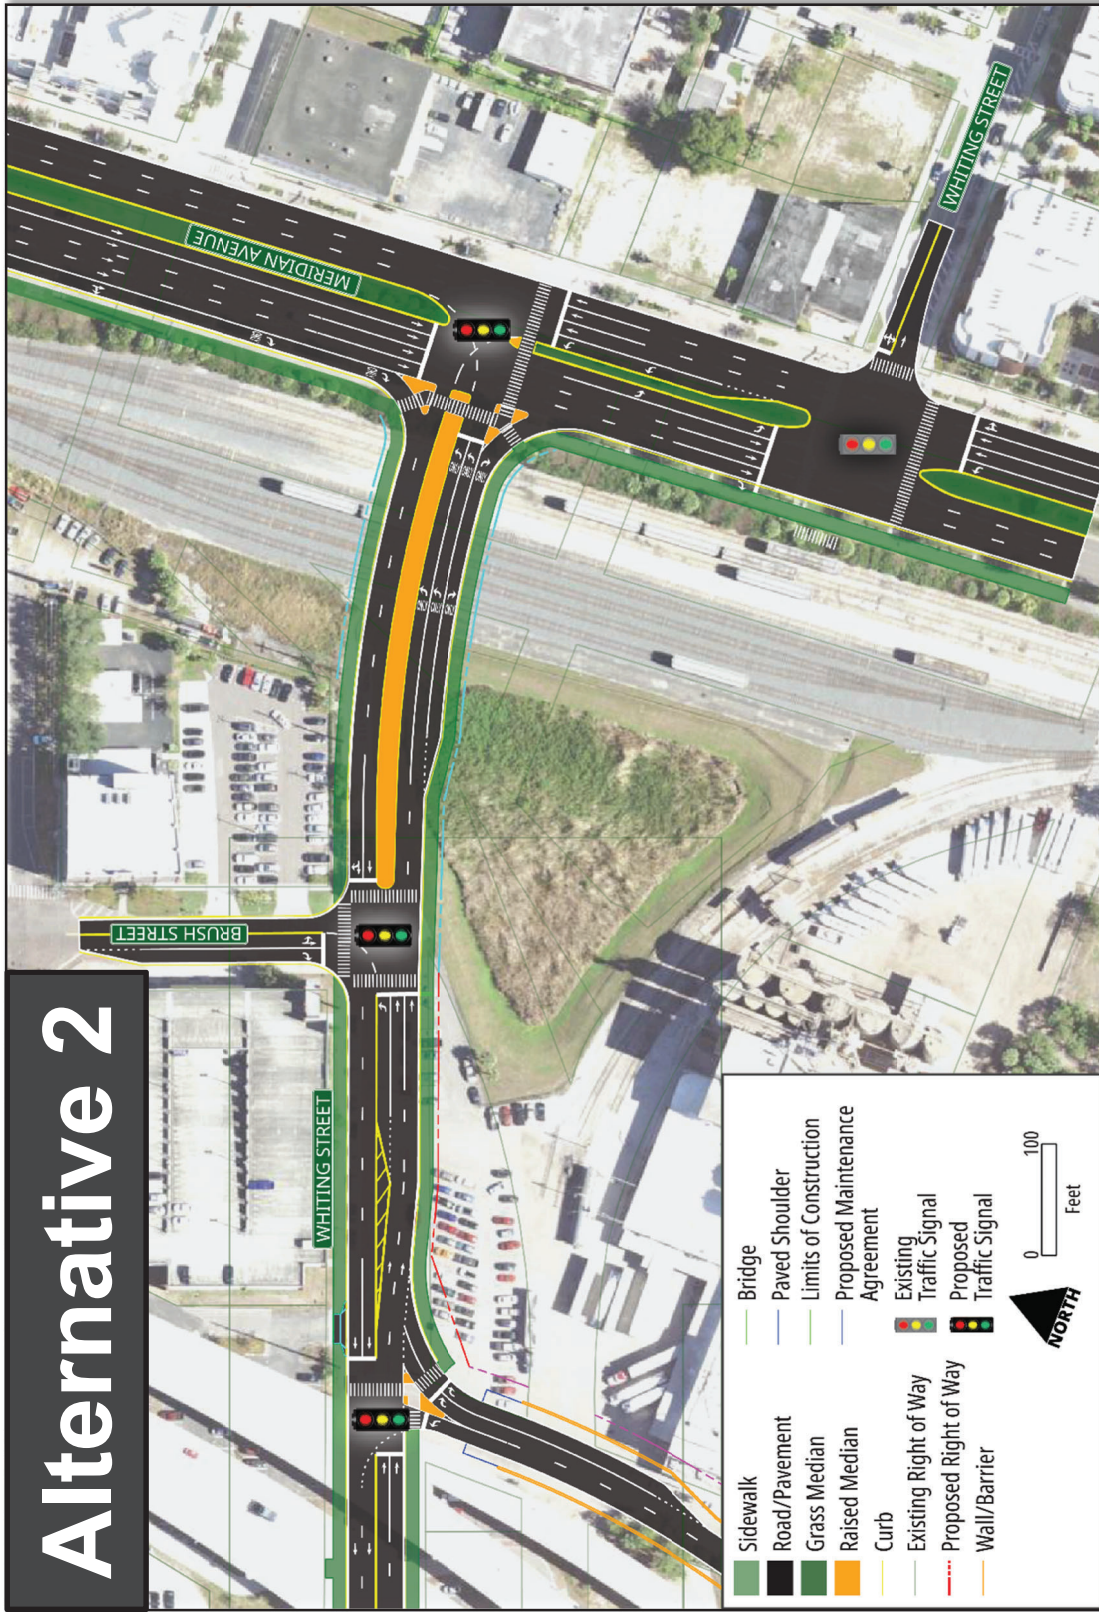 Alternative 2
MERIDIAN AVENUE
WHITING STREET
BRUSH STREET
WHITING STREET
Sidewalk
Road/Pavement
Grass Median
Raised Median
Curb
Existing Right of Way
Proposed Right of Way
Wall/Barrier
Bridge
Paved Shoulder
Limits of Construction
Proposed Maintenance
Agreement
Existing
Traffic Signal
Proposed
Traffic Signal
NORTH
0
100
Feet